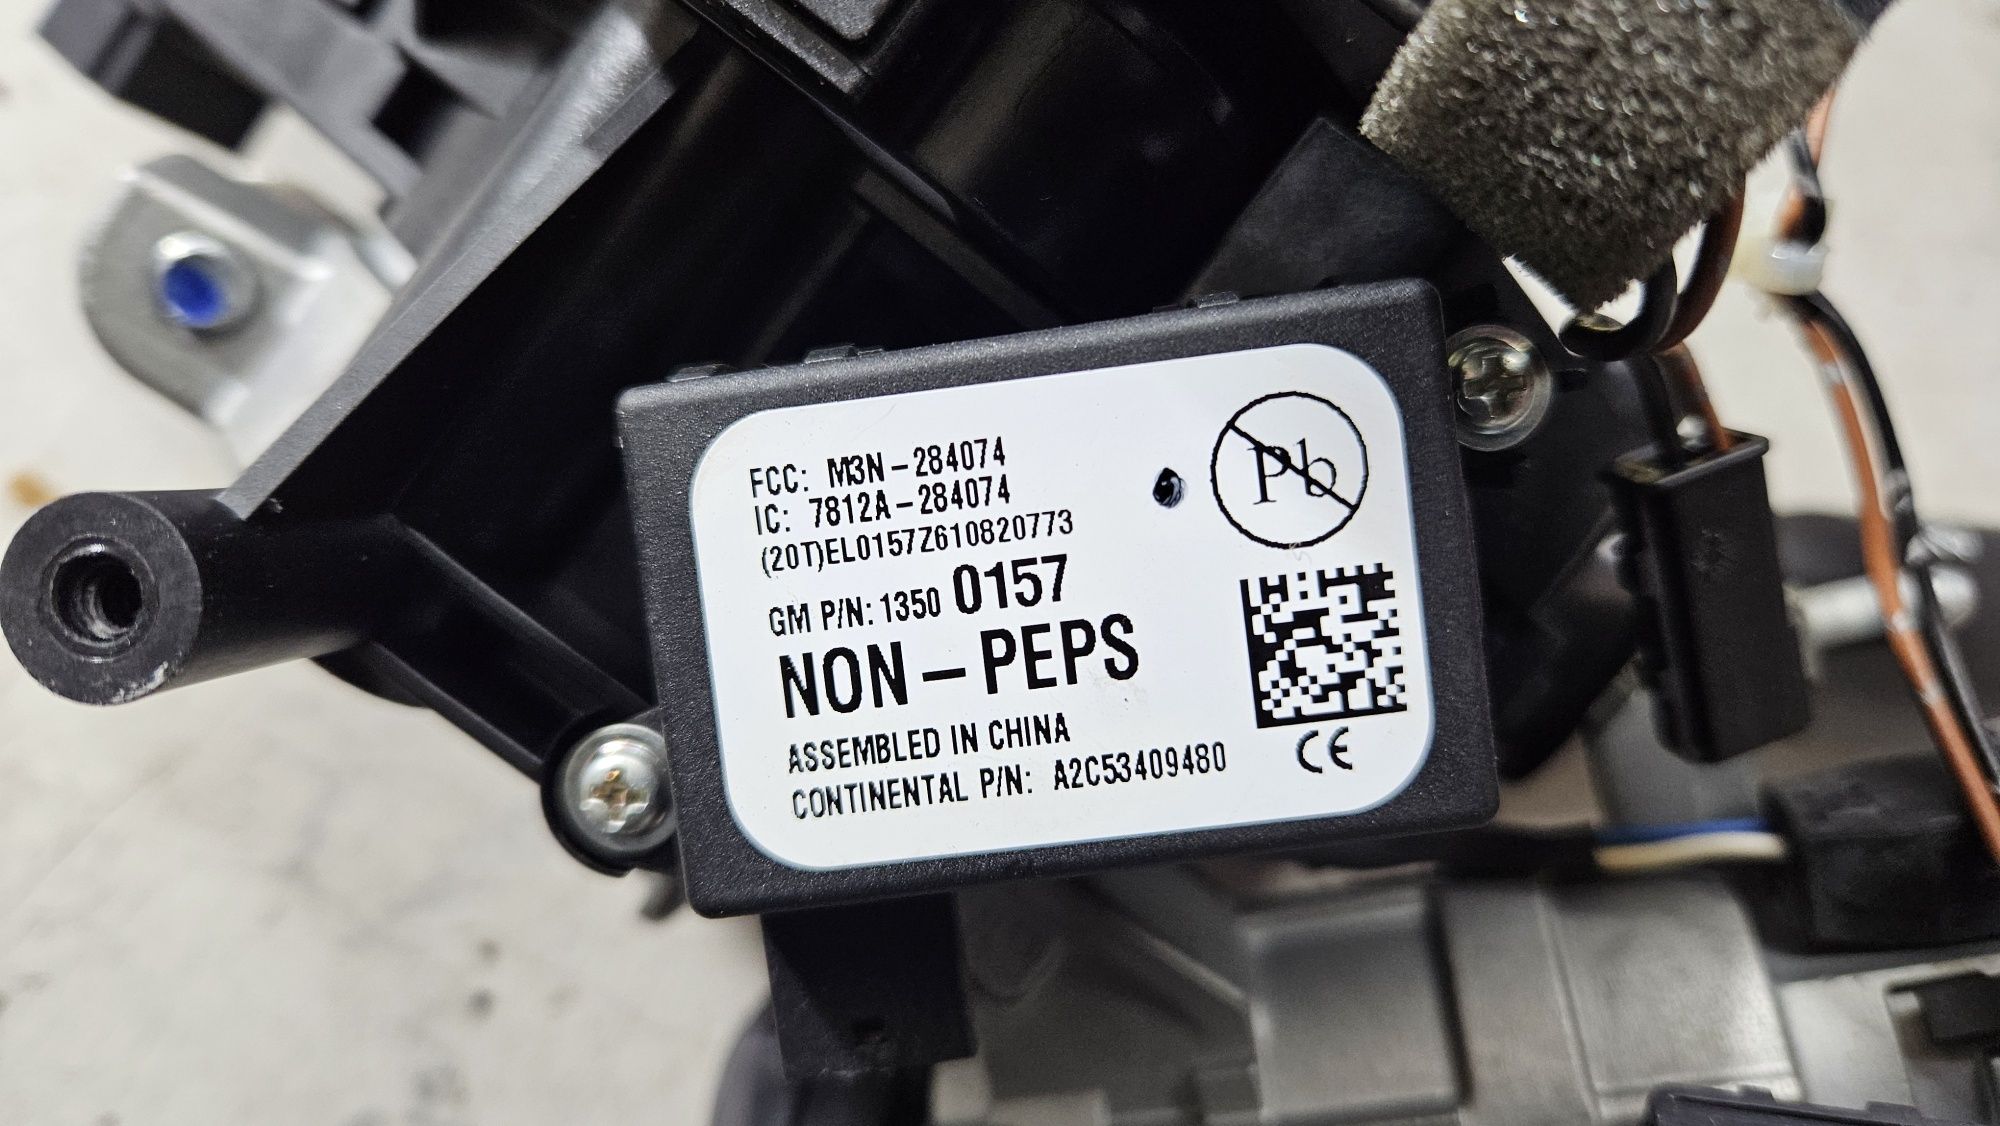 FCC: M3N-284074
IC: 7812A-284074
(20T)EL0157Z610820773
GM P/N: 1350 0157
NON-PEPS
ASSEMBLED IN CHINA
CONTINENTAL P/N: A2C53409480
Pb
CE